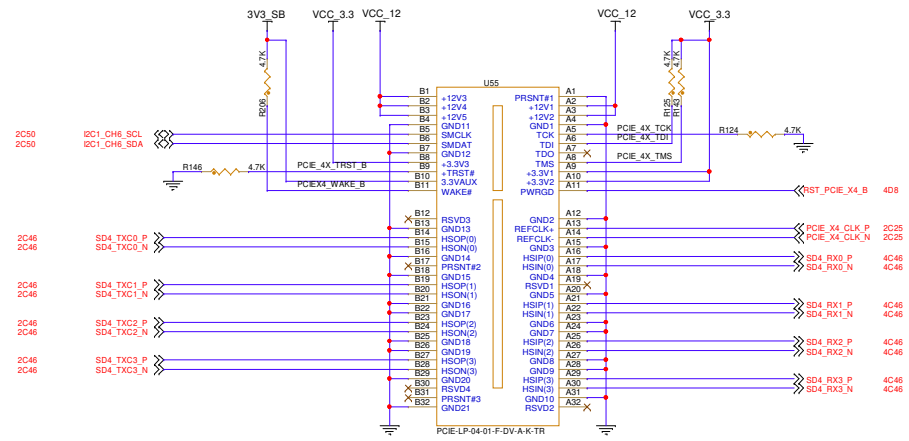 3V3_SB VCC_3.3 VCC_12 VCC_12 VCC_3.3
4.7K 4.7K 4.7K
R206 R125 R143
U55
B1 +12V3 PRSNT#1 A1
B2 +12V4 +12V1 A2
B3 +12V5 +12V2 A3
B4 GND11 GND1 A4
2C50 I2C1_CH6_SCL B5 SMCLK TCK A5 PCIE_4X_TCK R124 4.7K
2C50 I2C1_CH6_SDA B6 SMDAT TDI A6 PCIE_4X_TDI
B7 GND12 TDO A7
B8 +3.3V3 TMS A8 PCIE_4X_TMS
R146 4.7K PCIE_4X_TRST_B B9 +TRST# +3.3V1 A9
B10 3.3VAUX +3.3V2 A10
PCIEX4_WAKE_B B11 WAKE# PWRGD A11 RST_PCIE_X4_B 4D8
B12 RSVD3 GND2 A12
B13 GND13 REFCLK+ A13 PCIE_X4_CLK_P 2C25
2C46 SD4_TXC0_P B14 HSOP(0) REFCLK- A14 PCIE_X4_CLK_N 2C25
2C46 SD4_TXC0_N B15 HSON(0) GND3 A15
B16 GND14 HSIP(0) A16 SD4_RX0_P 4C46
B17 PRSNT#2 HSIN(0) A17 SD4_RX0_N 4C46
B18 GND15 GND4 A18
2C46 SD4_TXC1_P B19 HSOP(1) RSVD1 A19
2C46 SD4_TXC1_N B20 HSON(1) GND5 A20
B21 GND16 HSIP(1) A21 SD4_RX1_P 4C46
B22 GND17 HSIN(1) A22 SD4_RX1_N 4C46
2C46 SD4_TXC2_P B23 HSOP(2) GND6 A23
2C46 SD4_TXC2_N B24 HSON(2) GND7 A24
B25 GND18 HSIP(2) A25 SD4_RX2_P 4C46
B26 GND19 HSIN(2) A26 SD4_RX2_N 4C46
2C46 SD4_TXC3_P B27 HSOP(3) GND8 A27
2C46 SD4_TXC3_N B28 HSON(3) GND9 A28
B29 GND20 HSIP(3) A29 SD4_RX3_P 4C46
B30 RSVD4 HSIN(3) A30 SD4_RX3_N 4C46
B31 PRSNT#3 GND10 A31
B32 GND21 RSVD2 A32
PCIE-LP-04-01-F-DV-A-K-TR